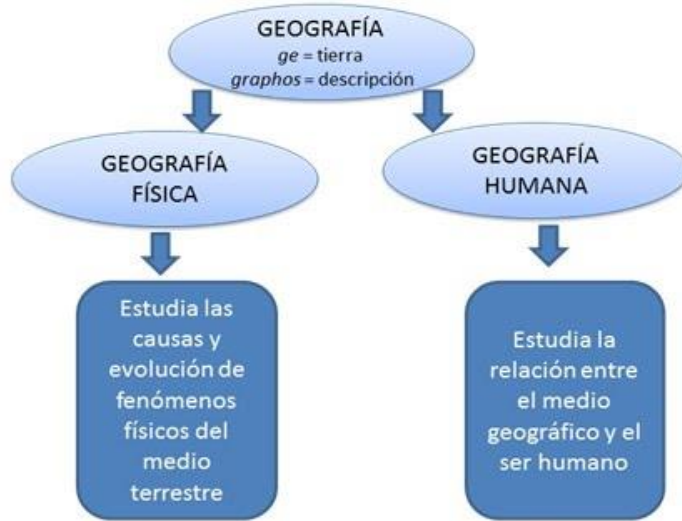 GEOGRAFÍA
ge = tierra
graphos = descripción
GEOGRAFÍA
FÍSICA
GEOGRAFÍA
HUMANA
Estudia las
causas y
evolución de
fenómenos
físicos del
medio
terrestre
Estudia la
relación entre
el medio
geográfico y el
ser humano